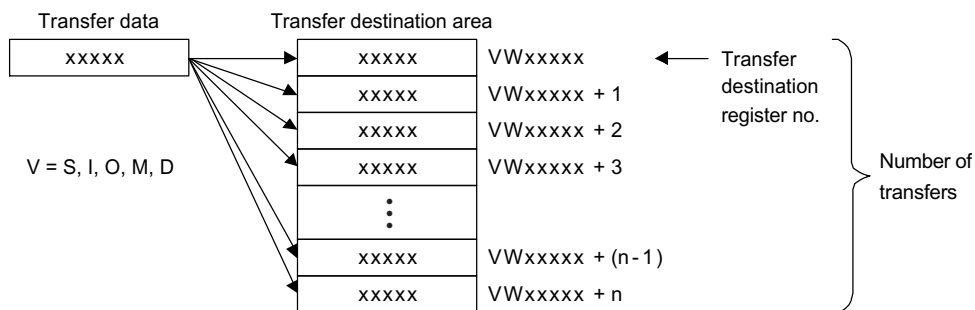 Transfer data
Transfer destination area
xxxxx
xxxxx
VWxxxxx
Transfer
destination
register no.
xxxxx
VWxxxxx + 1
xxxxx
VWxxxxx + 2
xxxxx
VWxxxxx + 3
V = S, I, O, M, D
Number of
transfers
xxxxx
VWxxxxx + (n-1)
xxxxx
VWxxxxx + n